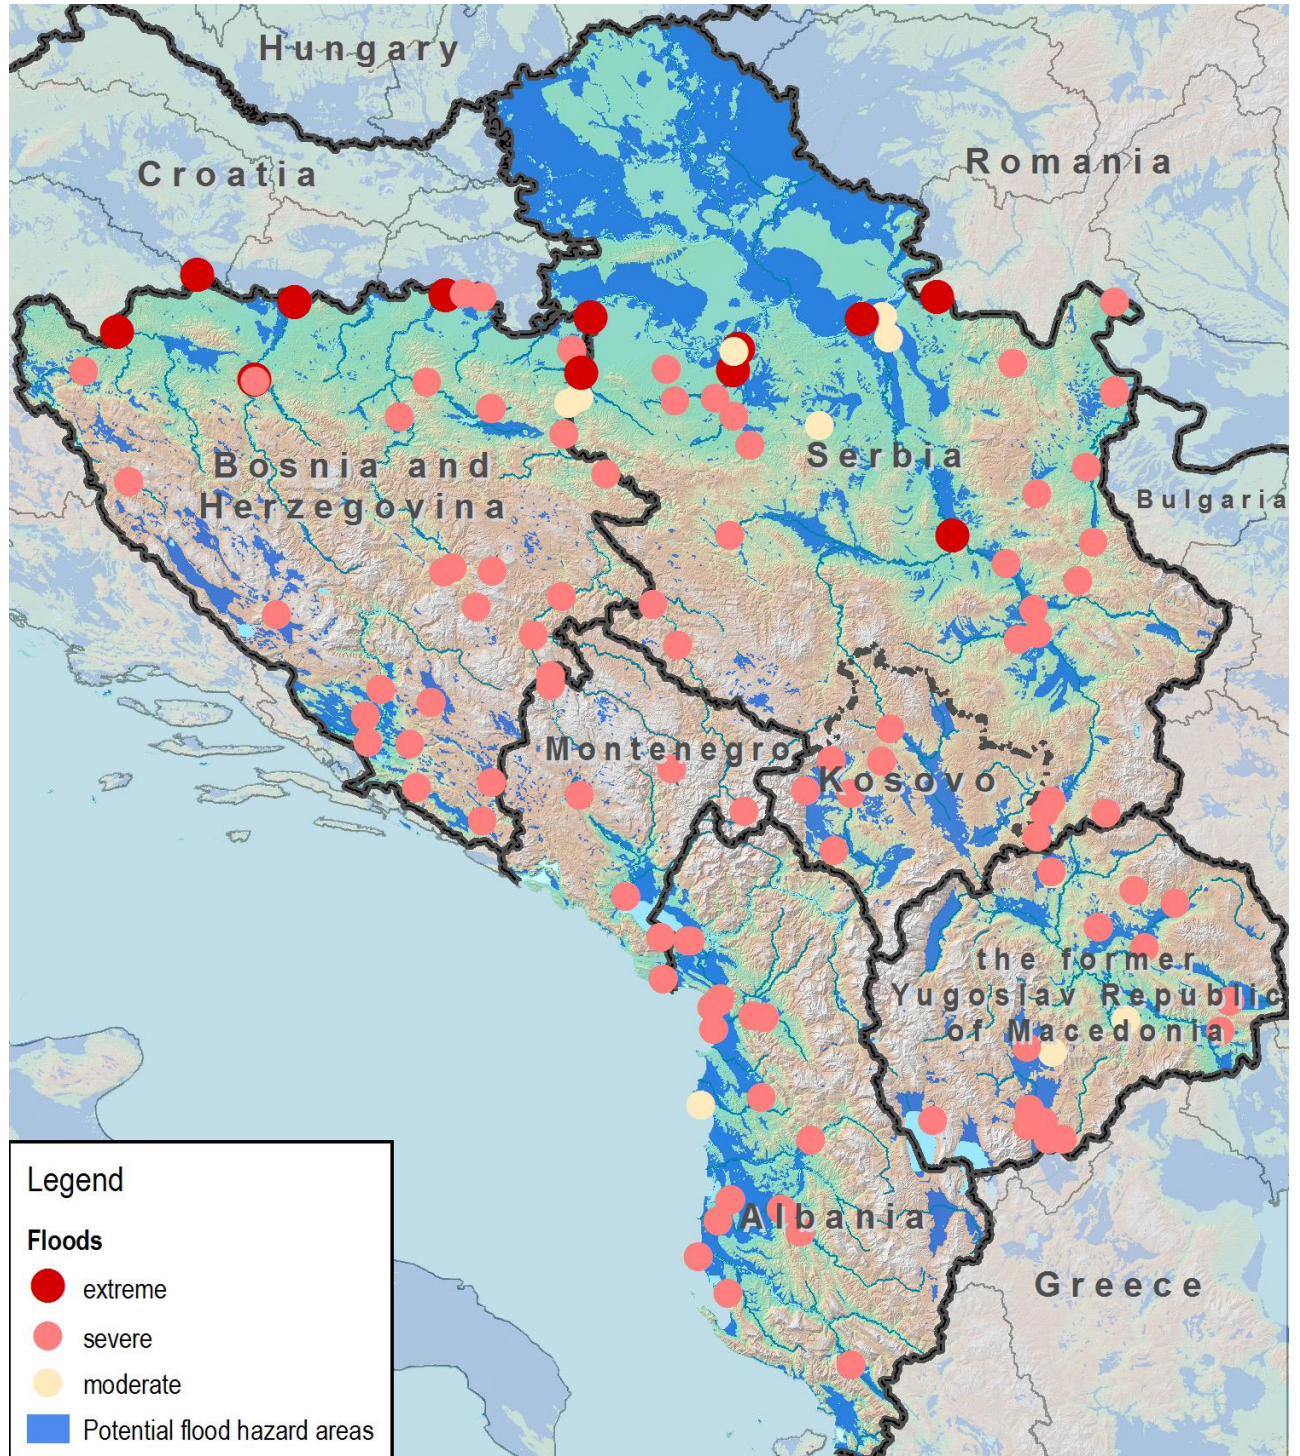 Hungary
Croatia
Romania
Bosnia and
Herzegovina
Serbia
Bulgaria
Montenegro
Kosovo
the former
Yugoslav Republic
of Macedonia
Albania
Greece
Legend
Floods
extreme
severe
moderate
Potential flood hazard areas